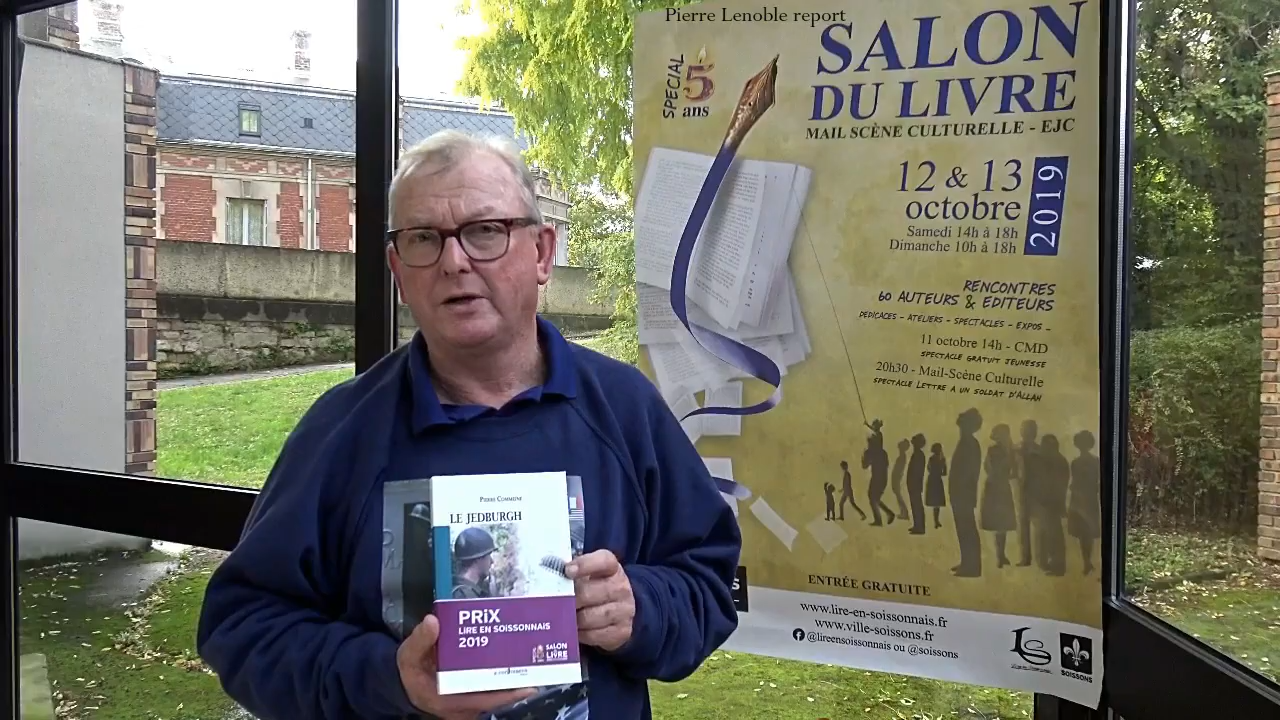 Pierre Lenoble report
SPECIAL
5
ans
SALON
DU LIVRE
MAIL SCÈNE CULTURELLE - EJC
12 & 13
octobre
2019
Samedi 14h à 18h
Dimanche 10h à 18h
RENCONTRES
60 AUTEURS & EDITEURS
DEDICACES - ATELIERS - SPECTACLES - EXPOS -
11 octobre 14h - CMD
SPECTACLE GRATUIT JEUNESSE
20h30 - Mail-Scène Culturelle
SPECTACLE LETTRE A UN SOLDAT D'ALLAH
ENTRÉE GRATUITE
www.lire-en-soissonnais.fr
www.ville-soissons.fr
@lireensoissonnais ou @soissons
LS
SOISSONS
PIERRE COMMEINE
LE JEDBURGH
PRiX
LIRE EN SOISSONNAIS
2019
SALON
DU LIVRE